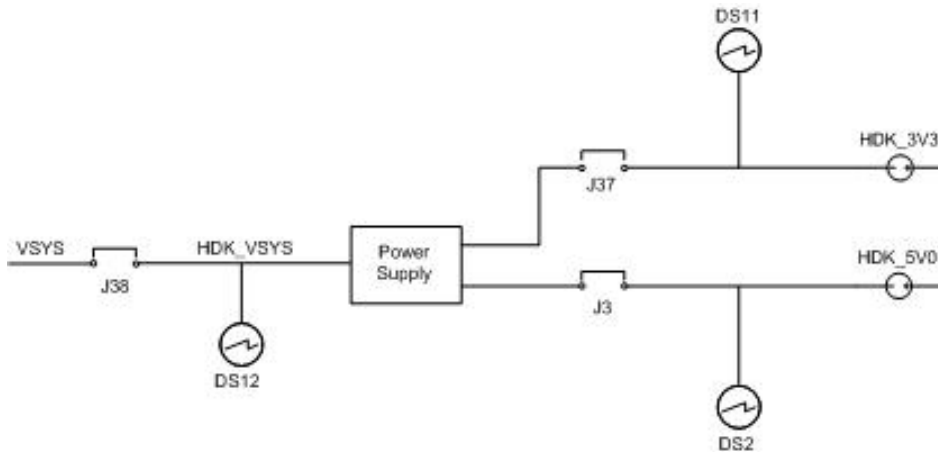 DS11
HDK_3V3
J37
VSYS
HDK_VSYS
Power
Supply
HDK_5V0
J38
J3
DS12
DS2